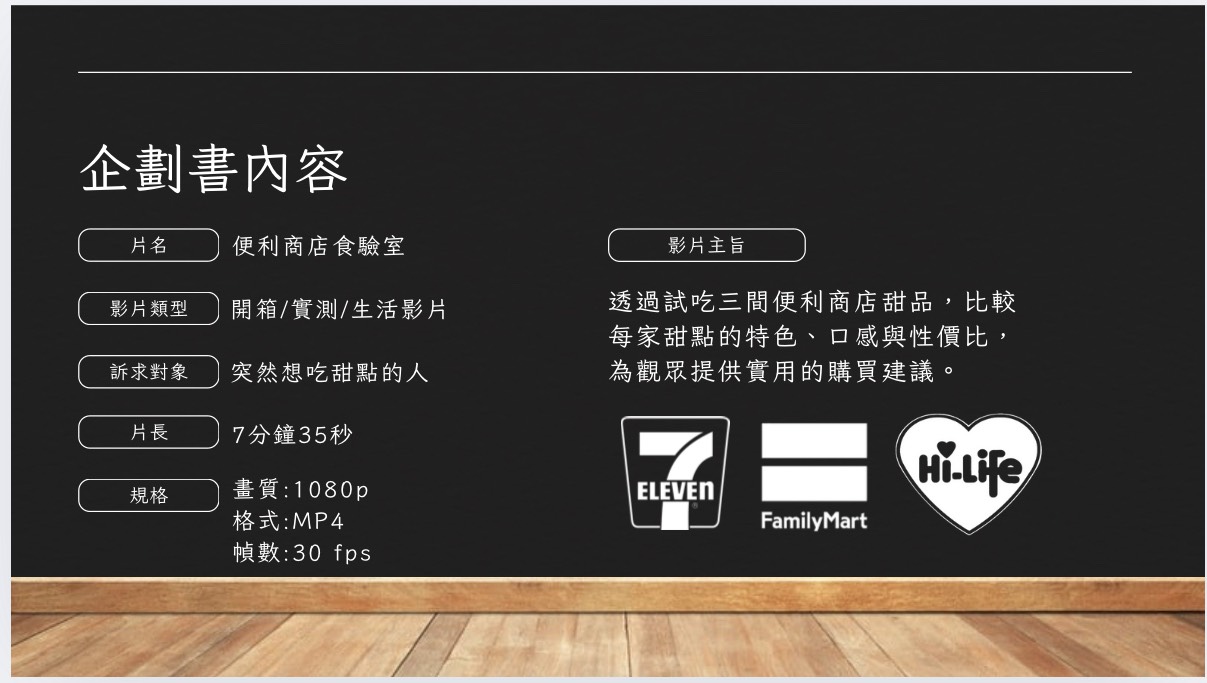 企劃書內容
片名
便利商店食驗室
影片類型
開箱/實測/生活影片
訴求對象
突然想吃甜點的人
片長
7分鐘35秒
規格
畫質:1080p
格式:MP4
幀數:30 fps
影片主旨
透過試吃三間便利商店甜品，比較
每家甜點的特色、口感與性價比，
為觀眾提供實用的購買建議。
7
ELEVEn
®
FamilyMart
Hi-Life